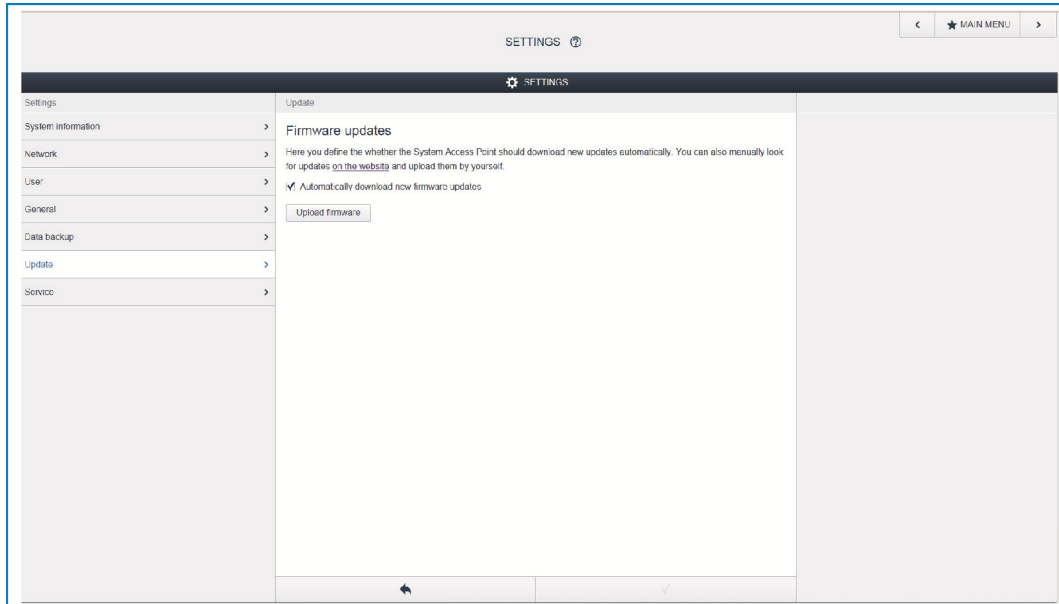 MAIN MENU
SETTINGS
SETTINGS
Settings
Update
System information
Network
User
General
Data backup
Update
Service
Firmware updates
Here you define the whether the System Access Point should download new updates automatically. You can also manually look
for updates on the website and upload them by yourself.
Automatically download new firmware updates
Upload firmware